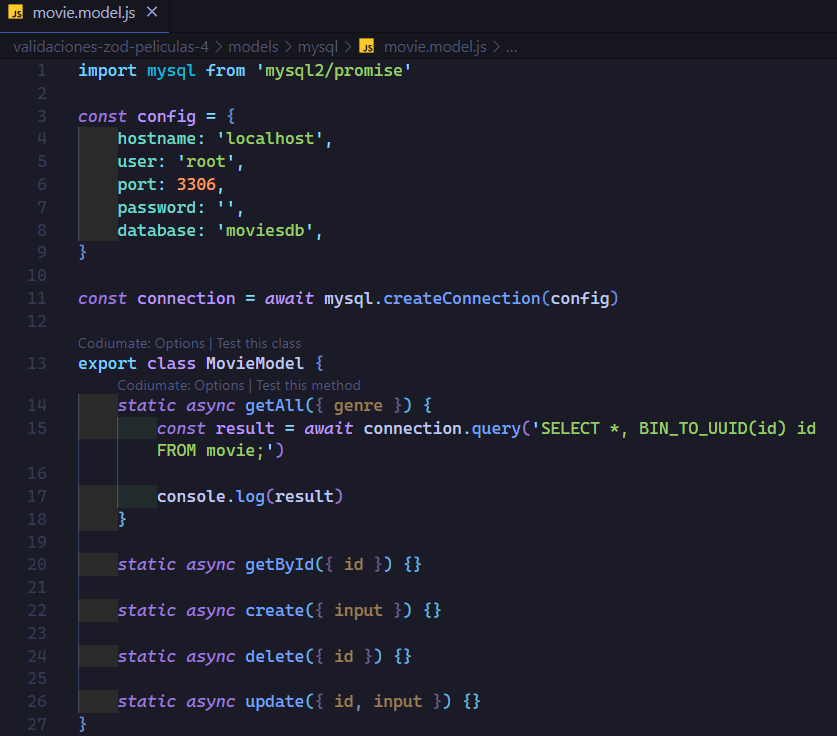 JS movie.model.js ×
validaciones-zod-peliculas-4 > models > mysql > JS movie.model.js > ...
1 import mysql from 'mysql2/promise'
2
3 const config = {
4 hostname: 'localhost',
5 user: 'root',
6 port: 3306,
7 password: '',
8 database: 'moviesdb',
9 }
10
11 const connection = await mysql.createConnection(config)
12
Codiumate: Options | Test this class
13 export class MovieModel {
Codiumate: Options | Test this method
14 static async getAll({ genre }) {
15 const result = await connection.query('SELECT *, BIN_TO_UUID(id) id
FROM movie;')
16
17 console.log(result)
18 }
19
20 static async getById({ id }) {}
21
22 static async create({ input }) {}
23
24 static async delete({ id }) {}
25
26 static async update({ id, input }) {}
27 }